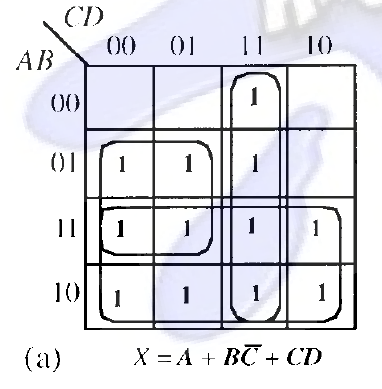 CD
AB 00 01 11 10
00 1
01 1 1 1
11 1 1 1 1
10 1 1 1 1
(a) X = A + BC̅ + CD